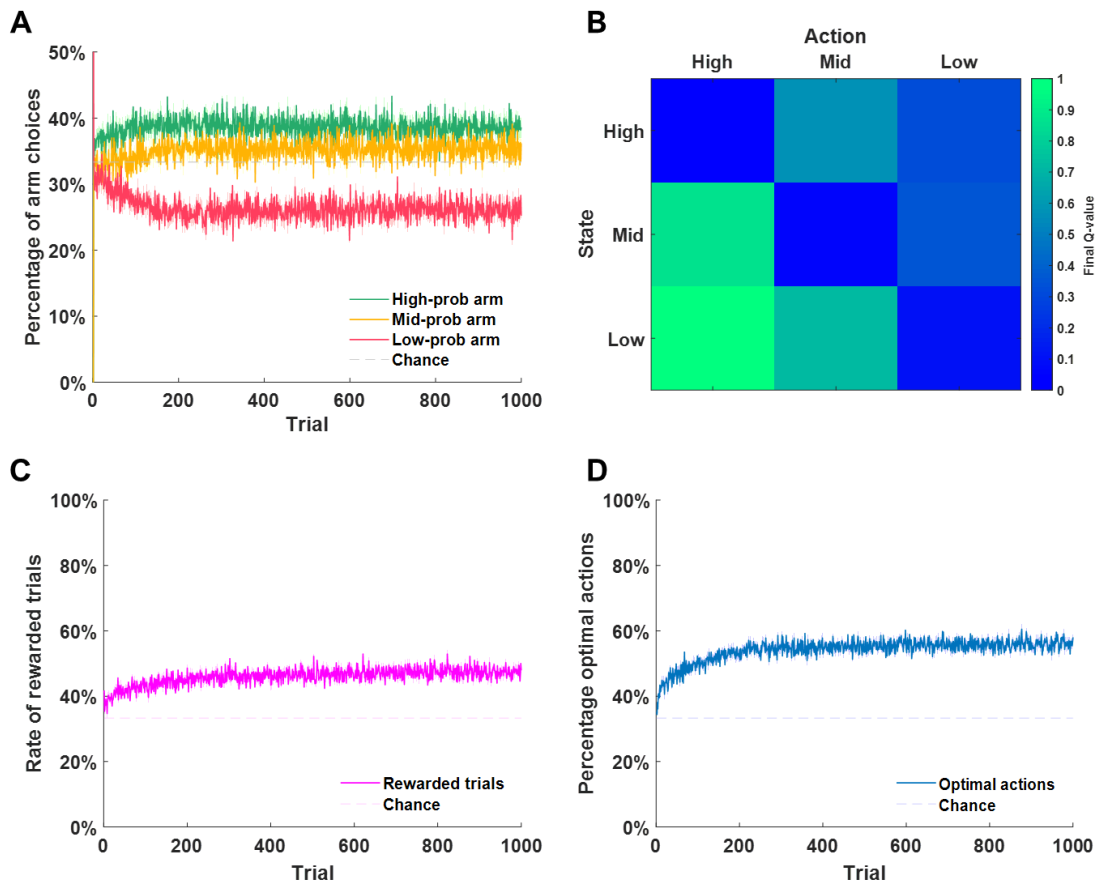 A
50%
40%
30%
20%
10%
0%
Percentage of arm choices
High-prob arm
Mid-prob arm
Low-prob arm
Chance
0 200 400 600 800 1000
Trial
B
Action
High Mid Low
State
High
Mid
Low
1
0.9
0.8
0.7
0.6
0.5
0.4
0.3
0.2
0.1
0
Final Q-value
C
100%
80%
60%
40%
20%
0%
Rate of rewarded trials
Rewarded trials
Chance
0 200 400 600 800 1000
Trial
D
100%
80%
60%
40%
20%
0%
Percentage optimal actions
Optimal actions
Chance
0 200 400 600 800 1000
Trial